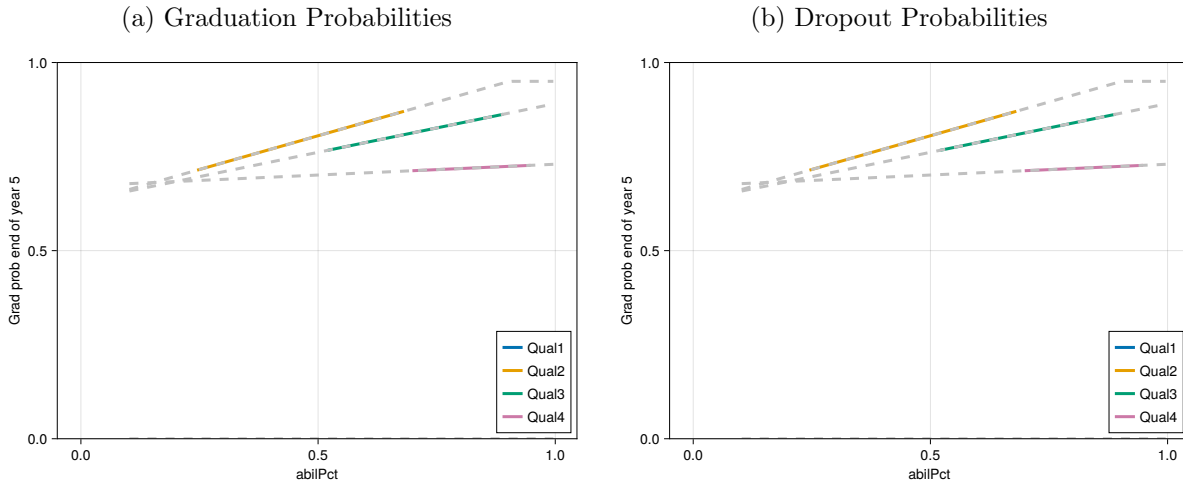 (a) Graduation Probabilities
1.0
0.5
0.0
Grad prob end of year 5
Qual1
Qual2
Qual3
Qual4
0.0 0.5 1.0
abilPct
(b) Dropout Probabilities
1.0
0.5
0.0
Grad prob end of year 5
Qual1
Qual2
Qual3
Qual4
0.0 0.5 1.0
abilPct